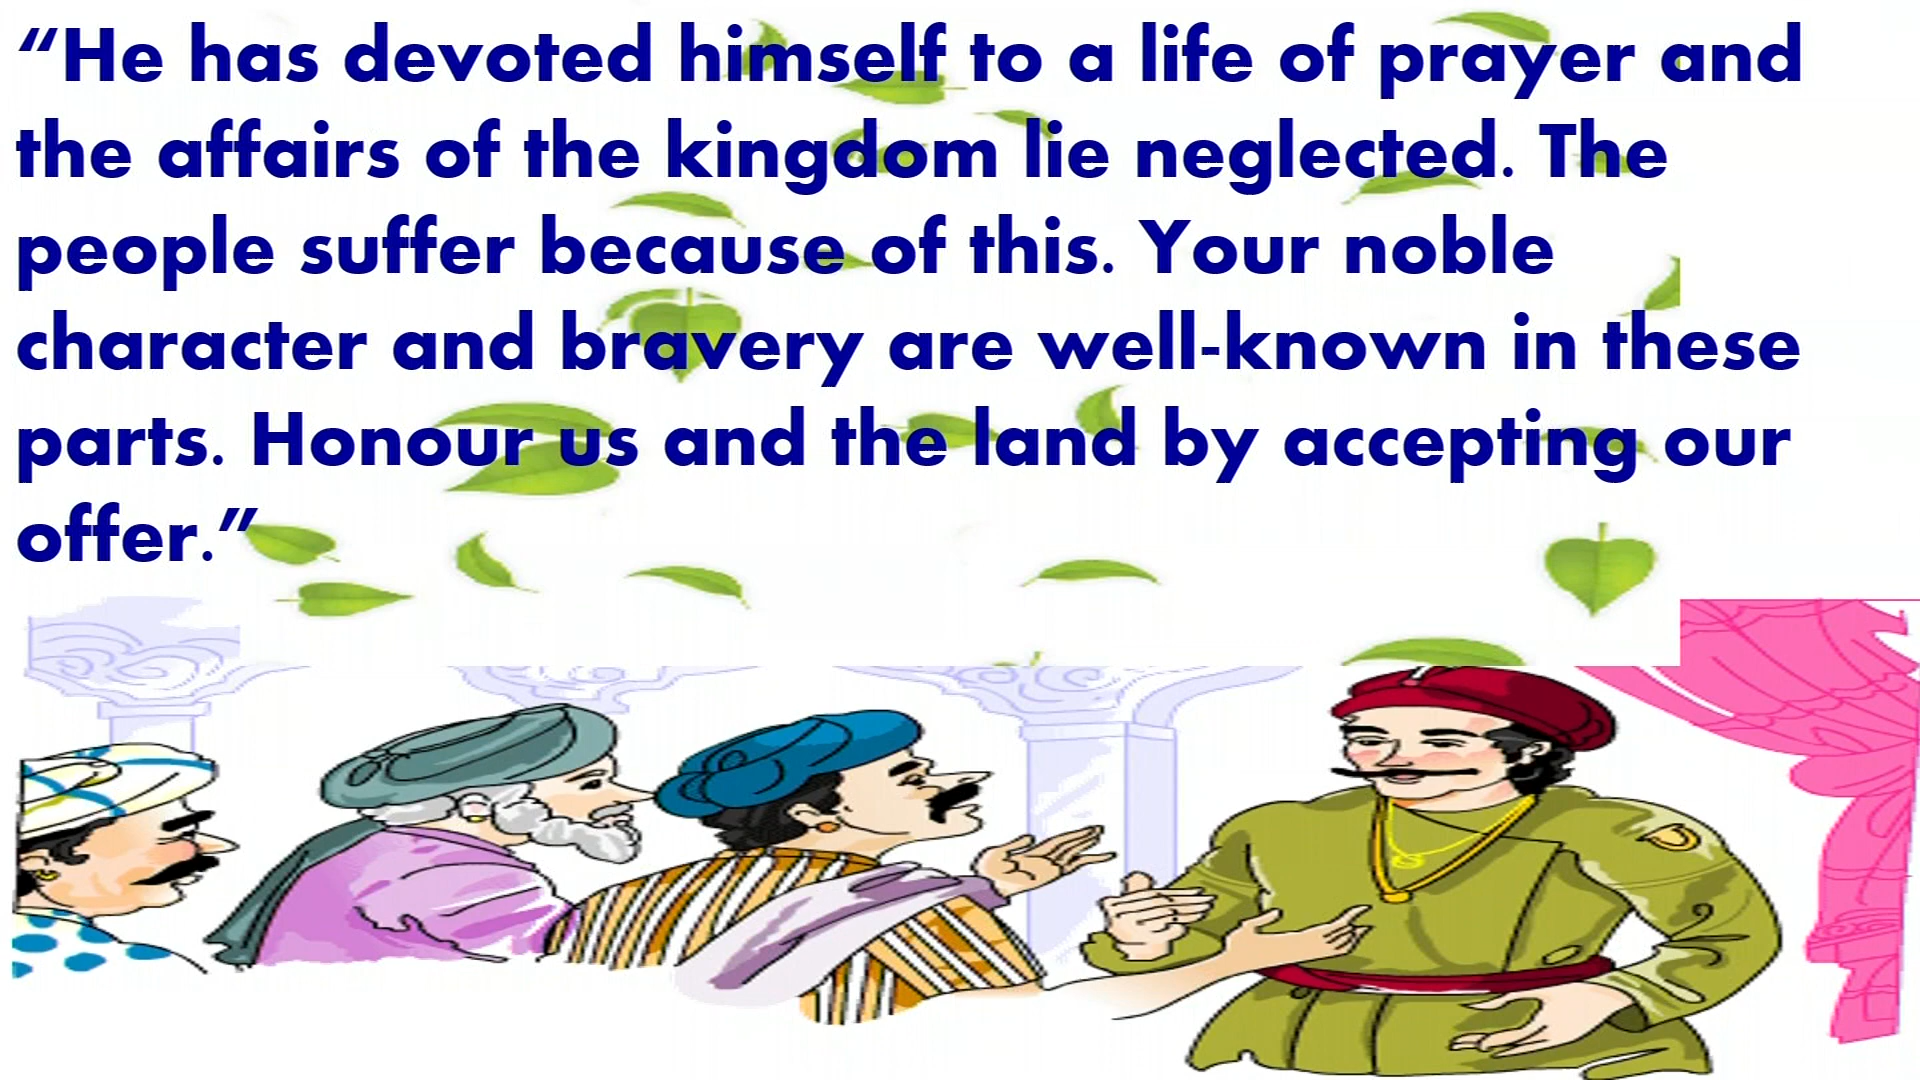 “He has devoted himself to a life of prayer and
the affairs of the kingdom lie neglected. The
people suffer because of this. Your noble
character and bravery are well-known in these
parts. Honour us and the land by accepting our
offer.”